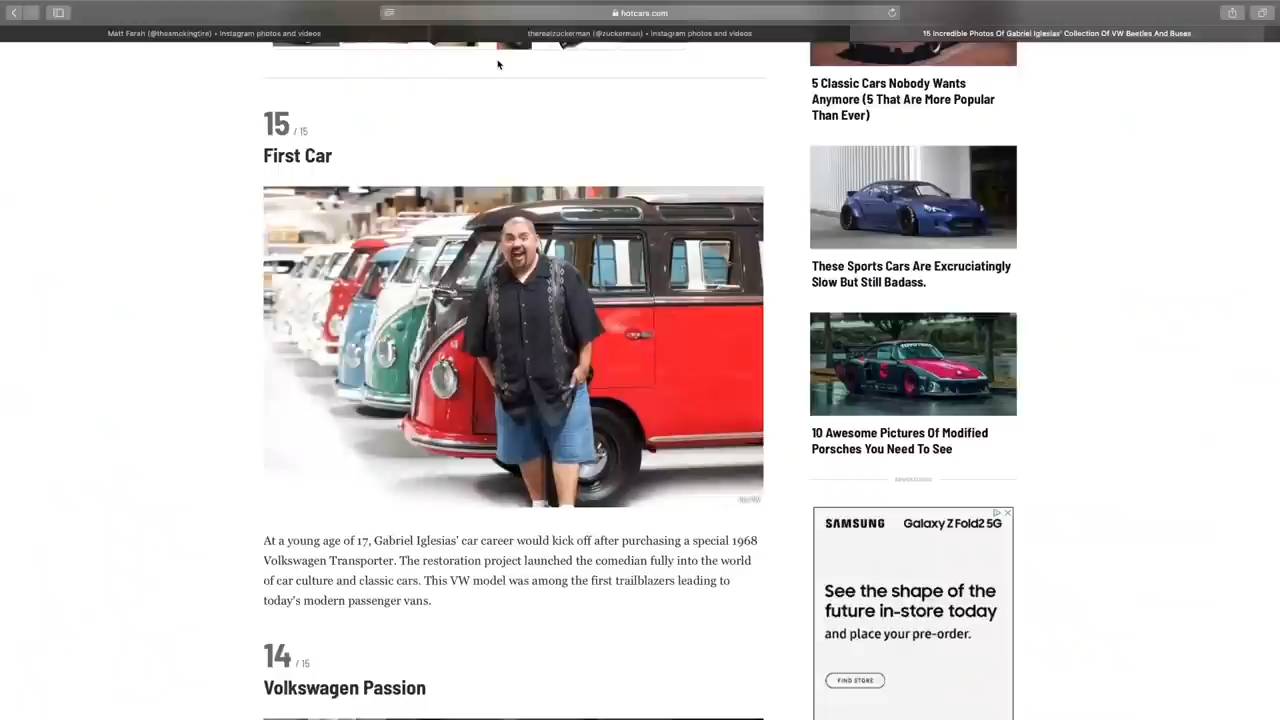 hotcars.com
Matt Farah (@thesmokingtire) • Instagram photos and videos
therealzuckerman (@zuckerman) • Instagram photos and videos
15 Incredible Photos Of Gabriel Iglesias' Collection Of VW Beetles And Buses
15 / 15
First Car
At a young age of 17, Gabriel Iglesias' car career would kick off after purchasing a special 1968
Volkswagen Transporter. The restoration project launched the comedian fully into the world
of car culture and classic cars. This VW model was among the first trailblazers leading to
today's modern passenger vans.
14 / 15
Volkswagen Passion
5 Classic Cars Nobody Wants
Anymore (5 That Are More Popular
Than Ever)
These Sports Cars Are Excruciatingly
Slow But Still Badass.
10 Awesome Pictures Of Modified
Porsches You Need To See
ADVERTISING
SAMSUNG Galaxy Z Fold2 5G
See the shape of the
future in-store today
and place your pre-order.
FIND STORE